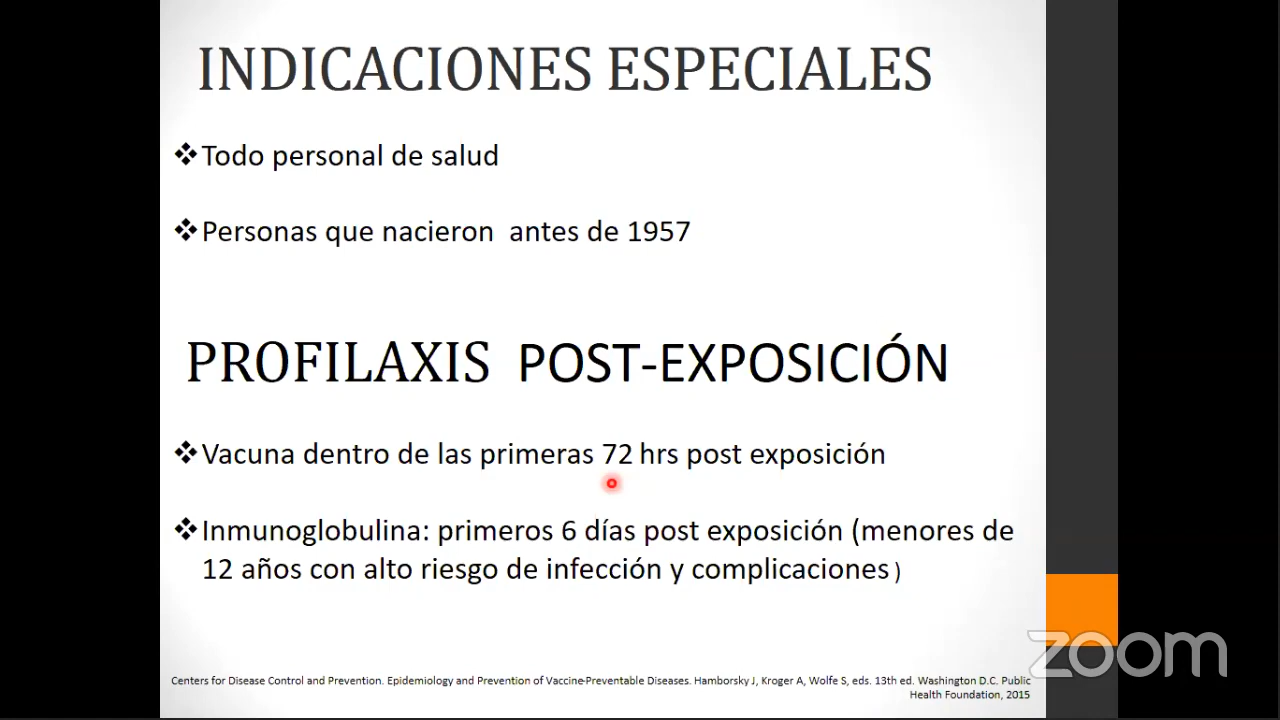 INDICACIONES ESPECIALES
❖Todo personal de salud
❖Personas que nacieron  antes de 1957
PROFILAXIS  POST-EXPOSICIÓN
❖Vacuna dentro de las primeras 72 hrs post exposición
❖Inmunoglobulina: primeros 6 días post exposición (menores de
12 años con alto riesgo de infección y complicaciones )
Centers for Disease Control and Prevention. Epidemiology and Prevention of Vaccine-Preventable Diseases. Hamborsky J, Kroger A, Wolfe S, eds. 13th ed. Washington D.C. Public
Health Foundation, 2015
zoom